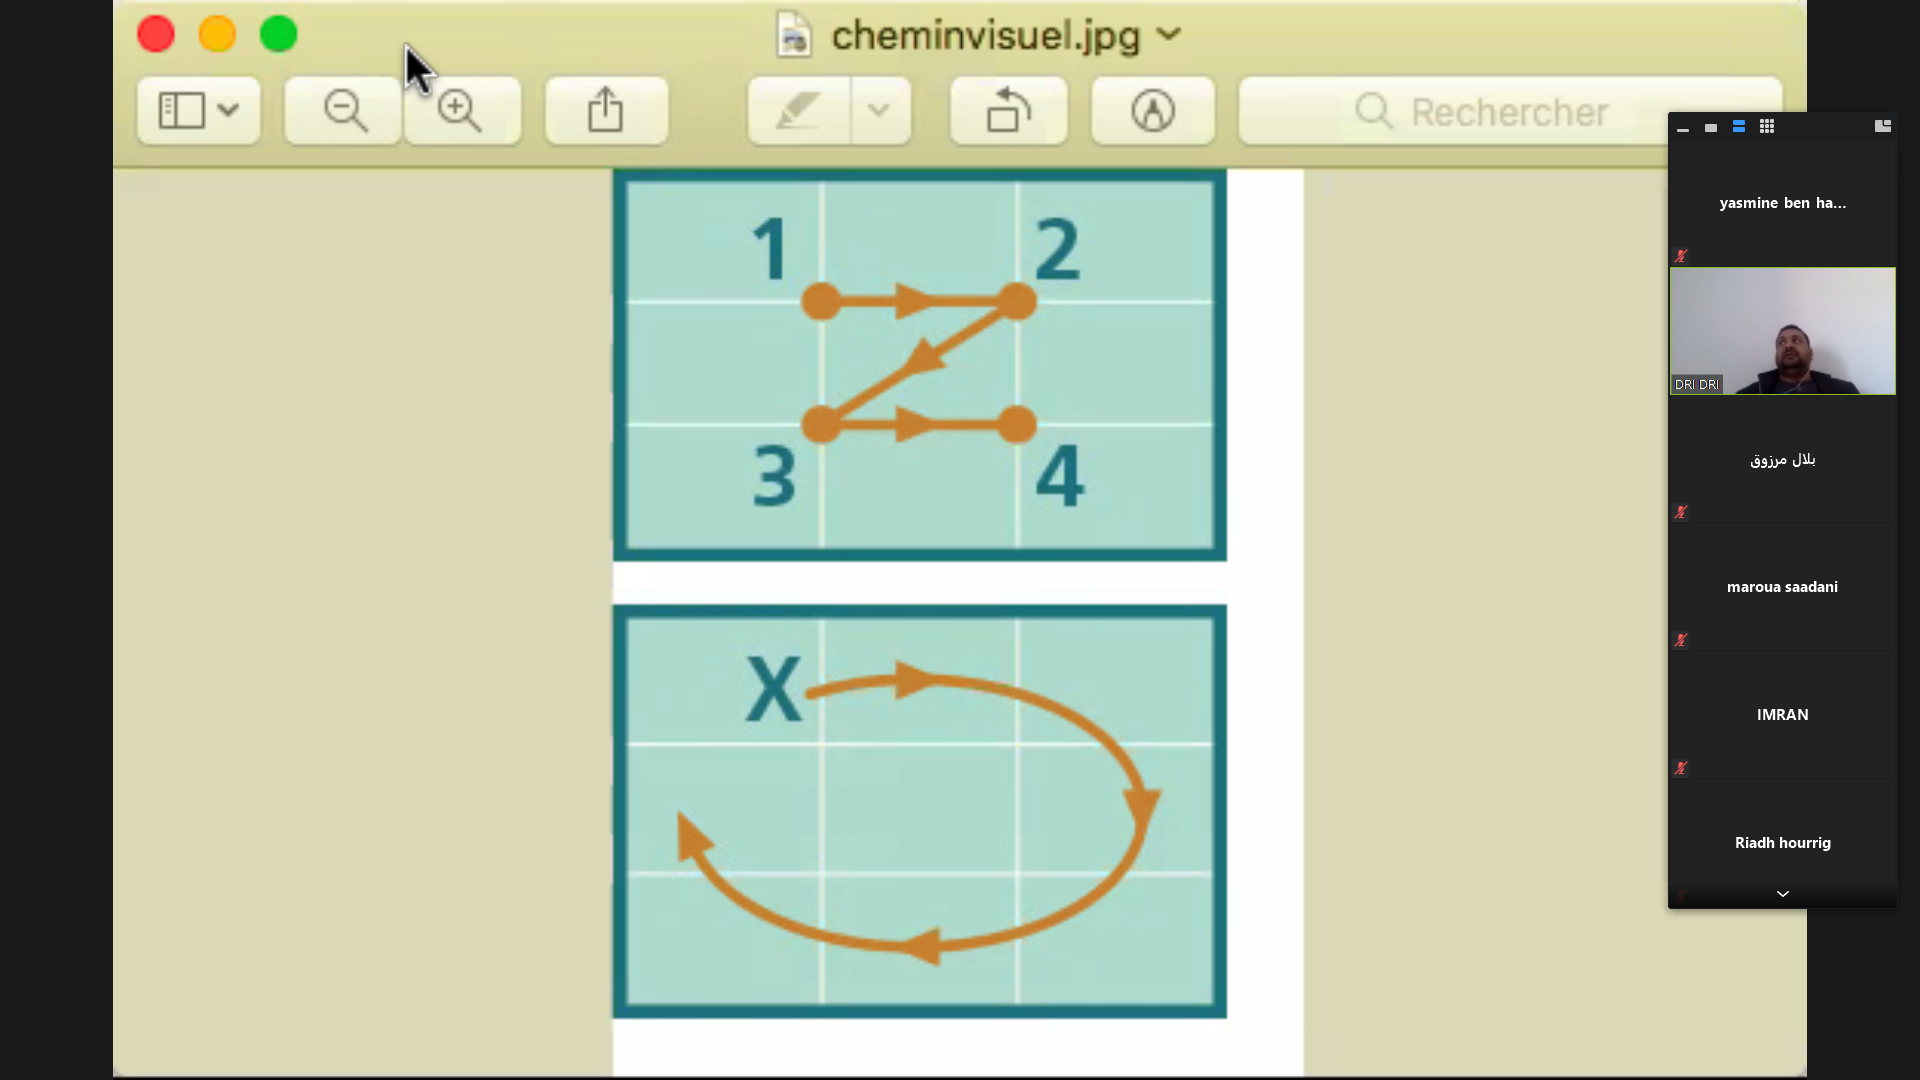 cheminvisuel.jpg
Rechercher
1
2
3
4
X
yasmine ben ha...
DRI DRI
بلال مرزوق
maroua saadani
IMRAN
Riadh hourrig